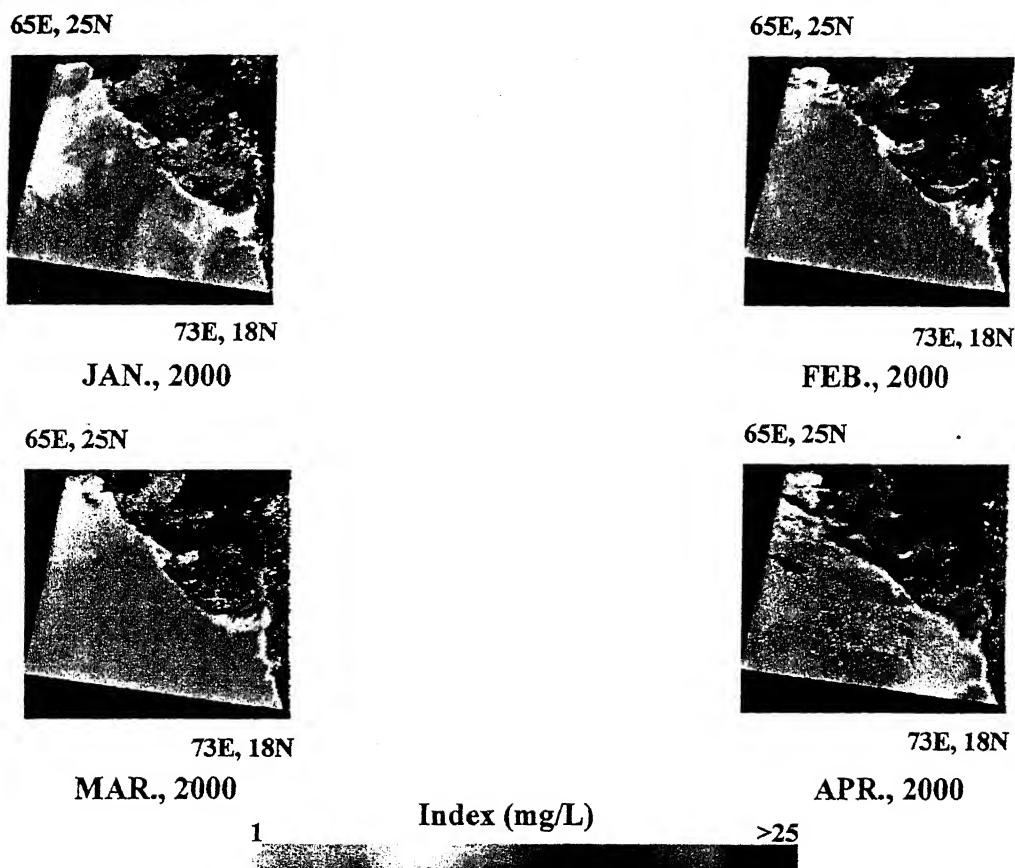 65E, 25N
65E, 25N
73E, 18N
JAN., 2000
73E, 18N
FEB., 2000
65E, 25N
65E, 25N
73E, 18N
MAR., 2000
73E, 18N
APR., 2000
Index (mg/L)
1
>25